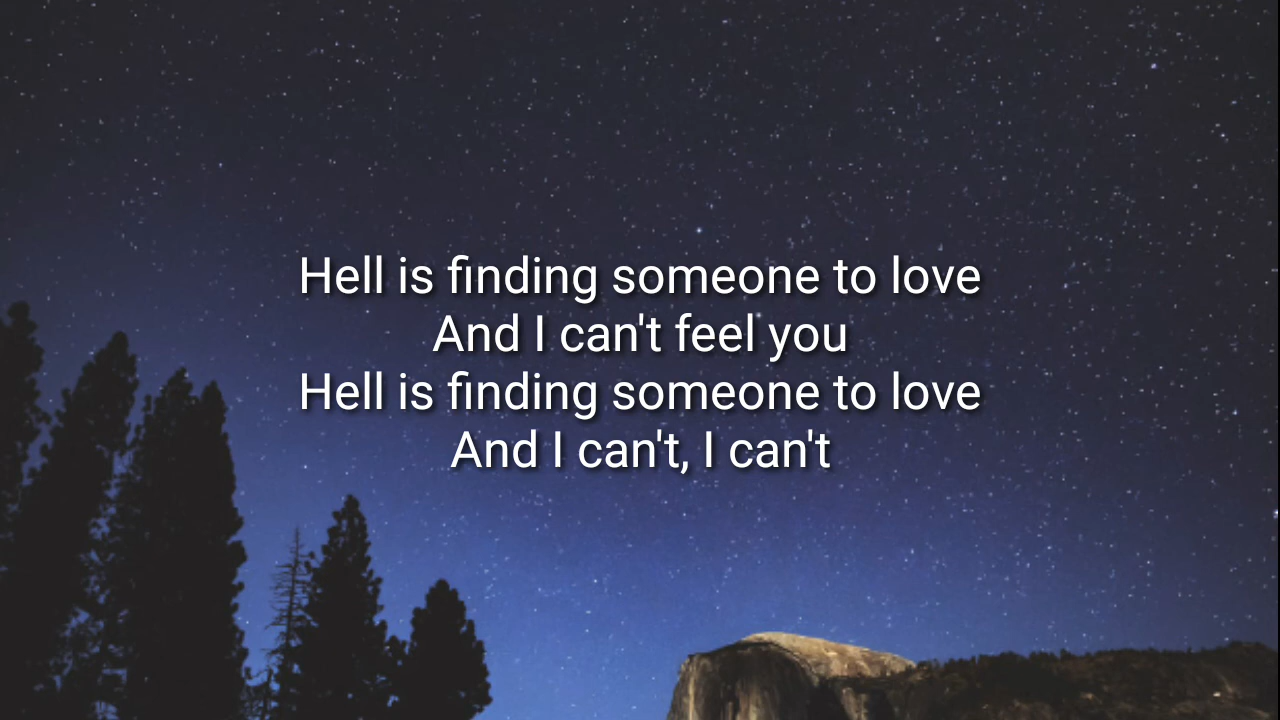 Hell is finding someone to love
And I can't feel you
Hell is finding someone to love
And I can't, I can't